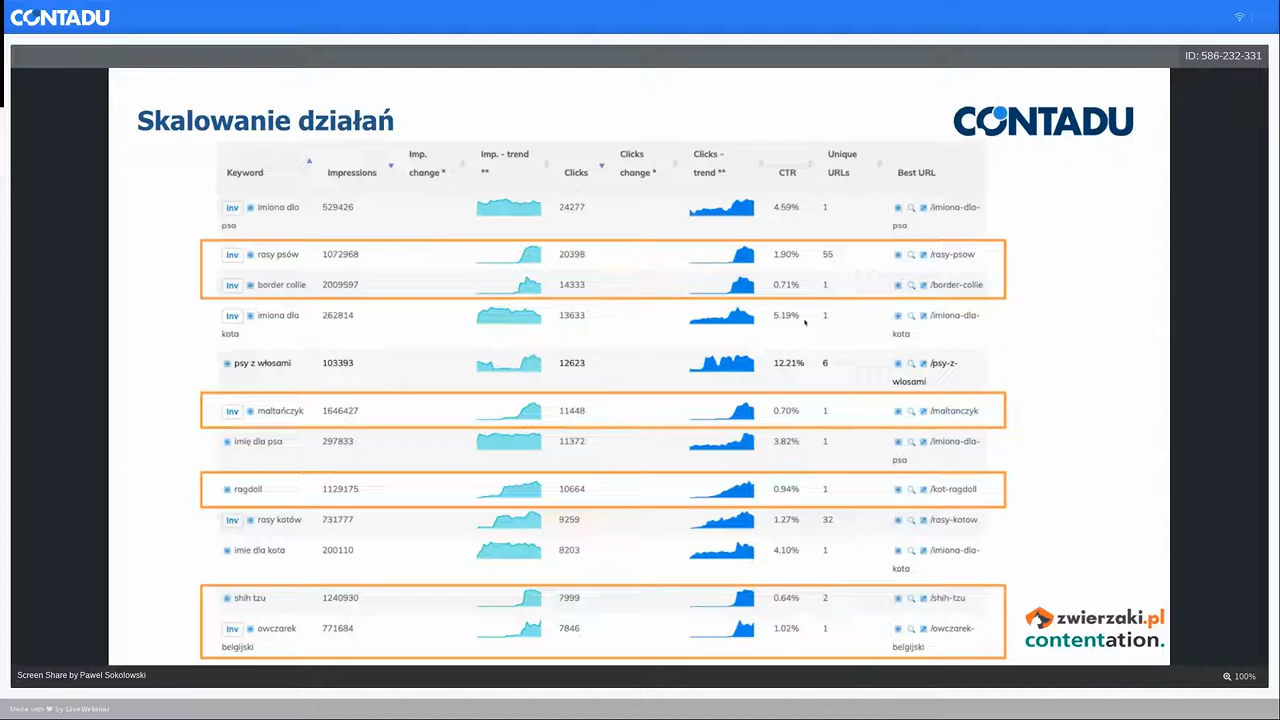 CONTADU
ID: 586-232-331
Skalowanie działań
CONTADU
Keyword Impressions Imp. change * Imp. - trend ** Clicks Clicks change * Clicks - trend ** CTR Unique URLs Best URL
Inv imiona dla psa 529426 24277 4.59% 1 /imiona-dla-psa
Inv rasy psów 1072968 20398 1.90% 55 /rasy-psow
Inv border collie 2009597 14333 0.71% 1 /border-collie
Inv imiona dla kota 262814 13633 5.19% 1 /imiona-dla-kota
psy z włosami 103393 12623 12.21% 6 /psy-z-wlosami
Inv maltańczyk 1646427 11448 0.70% 1 /maltanczyk
imię dla psa 297833 11372 3.82% 1 /imiona-dla-psa
ragdoll 1129175 10664 0.94% 1 /kot-ragdoll
Inv rasy kotów 731777 9259 1.27% 32 /rasy-kotow
imie dla kota 200110 8203 4.10% 1 /imiona-dla-kota
shih tzu 1240930 7999 0.64% 2 /shih-tzu
Inv owczarek belgijski 771684 7846 1.02% 1 /owczarek-belgijski
zwierzaki.pl
contentation.
Screen Share by Pawel Sokolowski
100%
Made with ♥ by LiveWebinar